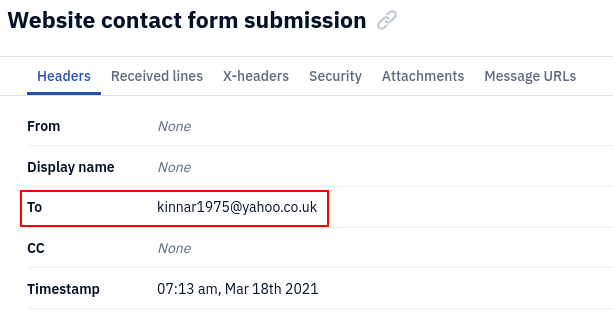 Website contact form submission
Headers Received lines X-headers Security Attachments Message URLs
From None
Display name None
To kinnar1975@yahoo.co.uk
CC None
Timestamp 07:13 am, Mar 18th 2021